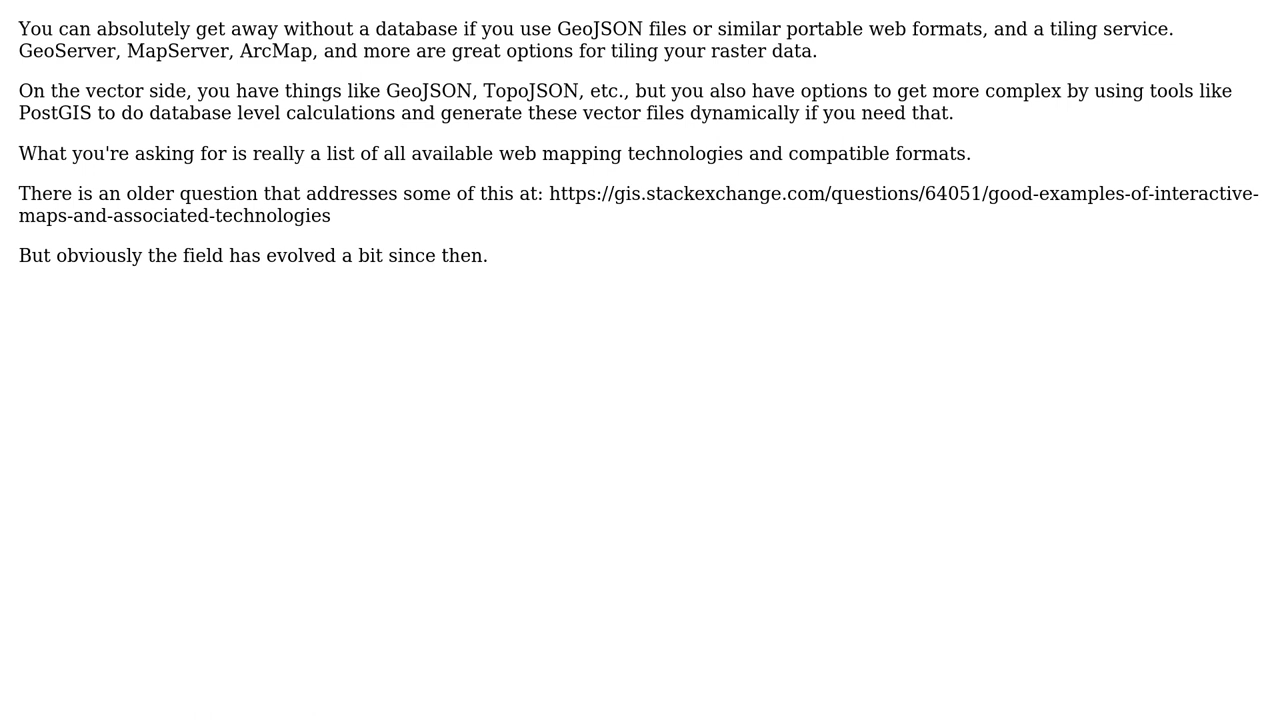 You can absolutely get away without a database if you use GeoJSON files or similar portable web formats, and a tiling service.
GeoServer, MapServer, ArcMap, and more are great options for tiling your raster data.
On the vector side, you have things like GeoJSON, TopoJSON, etc., but you also have options to get more complex by using tools like
PostGIS to do database level calculations and generate these vector files dynamically if you need that.
What you're asking for is really a list of all available web mapping technologies and compatible formats.
There is an older question that addresses some of this at: https://gis.stackexchange.com/questions/64051/good-examples-of-interactive-
maps-and-associated-technologies
But obviously the field has evolved a bit since then.